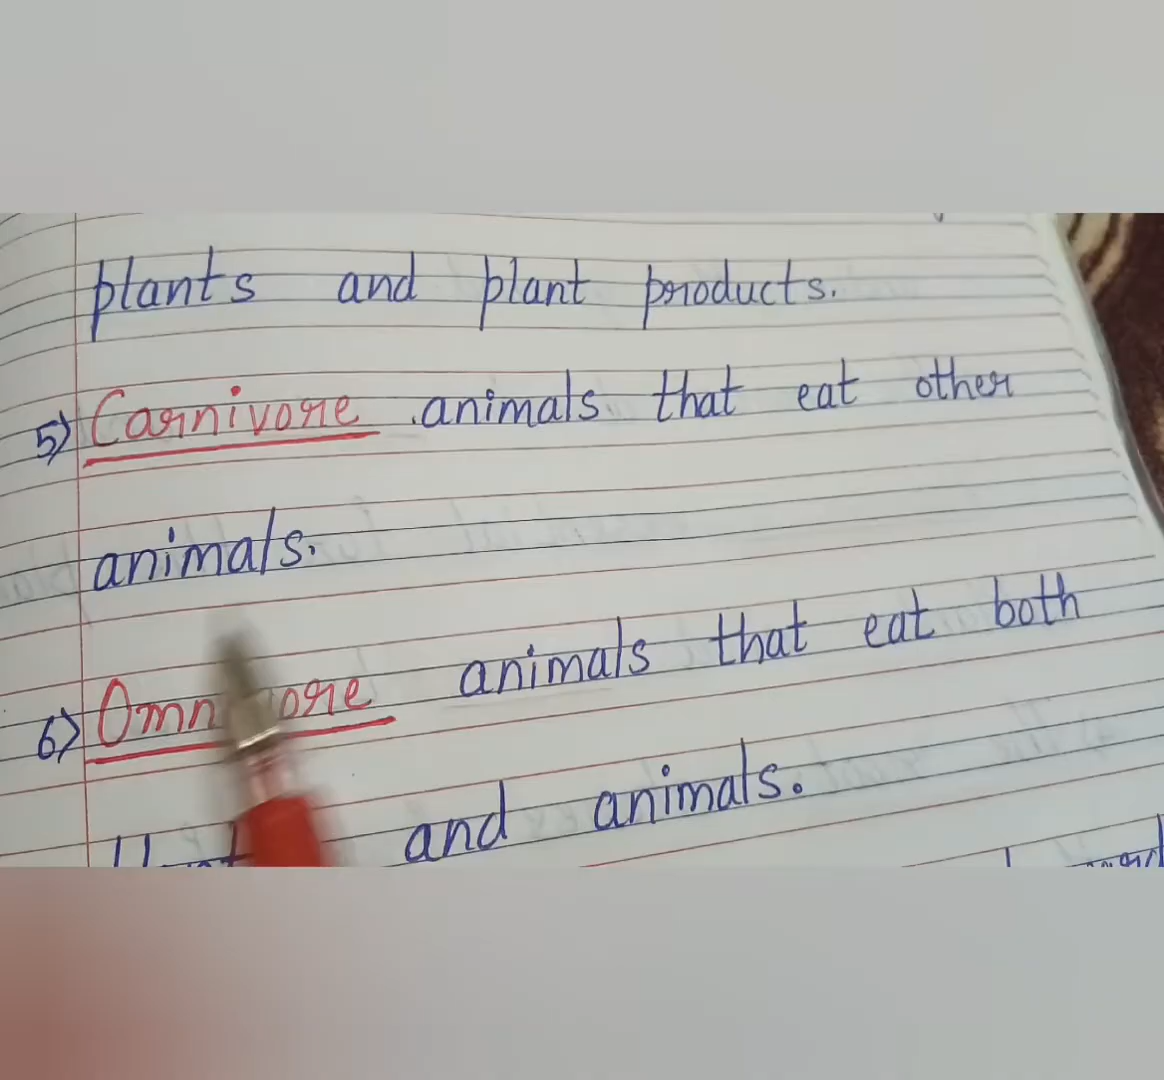 plants and plant products.
5) Carnivore animals that eat other
animals.
6) animals that eat both
and animals.